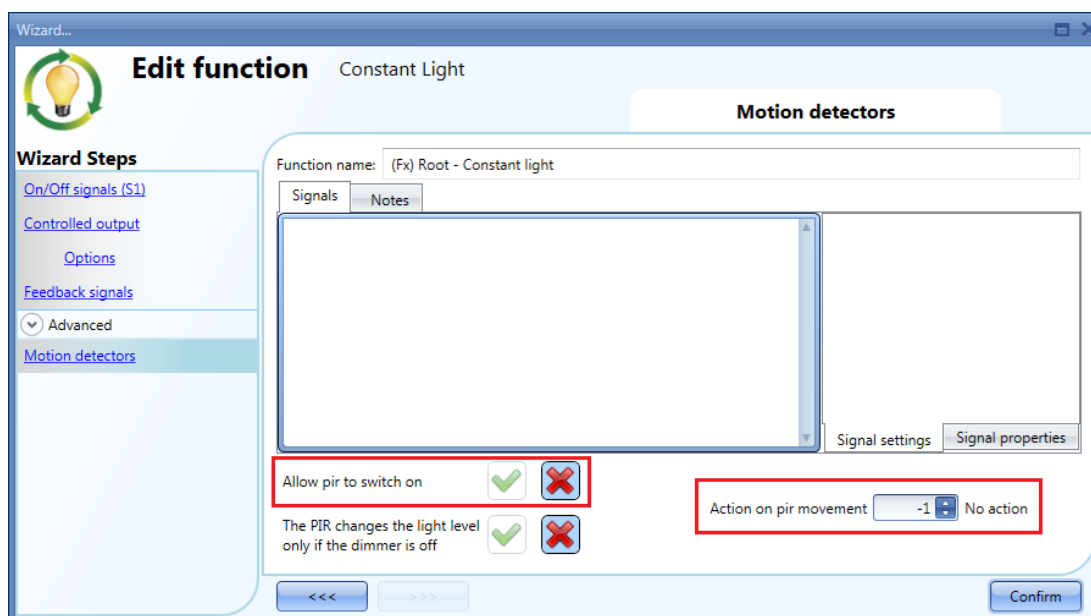 Wizard...
Edit function Constant Light
Motion detectors
Wizard Steps
On/Off signals (S1)
Controlled output
Options
Feedback signals
Advanced
Motion detectors
Function name: (Fx) Root - Constant light
Signals Notes
Signal settings Signal properties
Allow pir to switch on
Action on pir movement -1 No action
The PIR changes the light level
only if the dimmer is off
<<< >>> Confirm